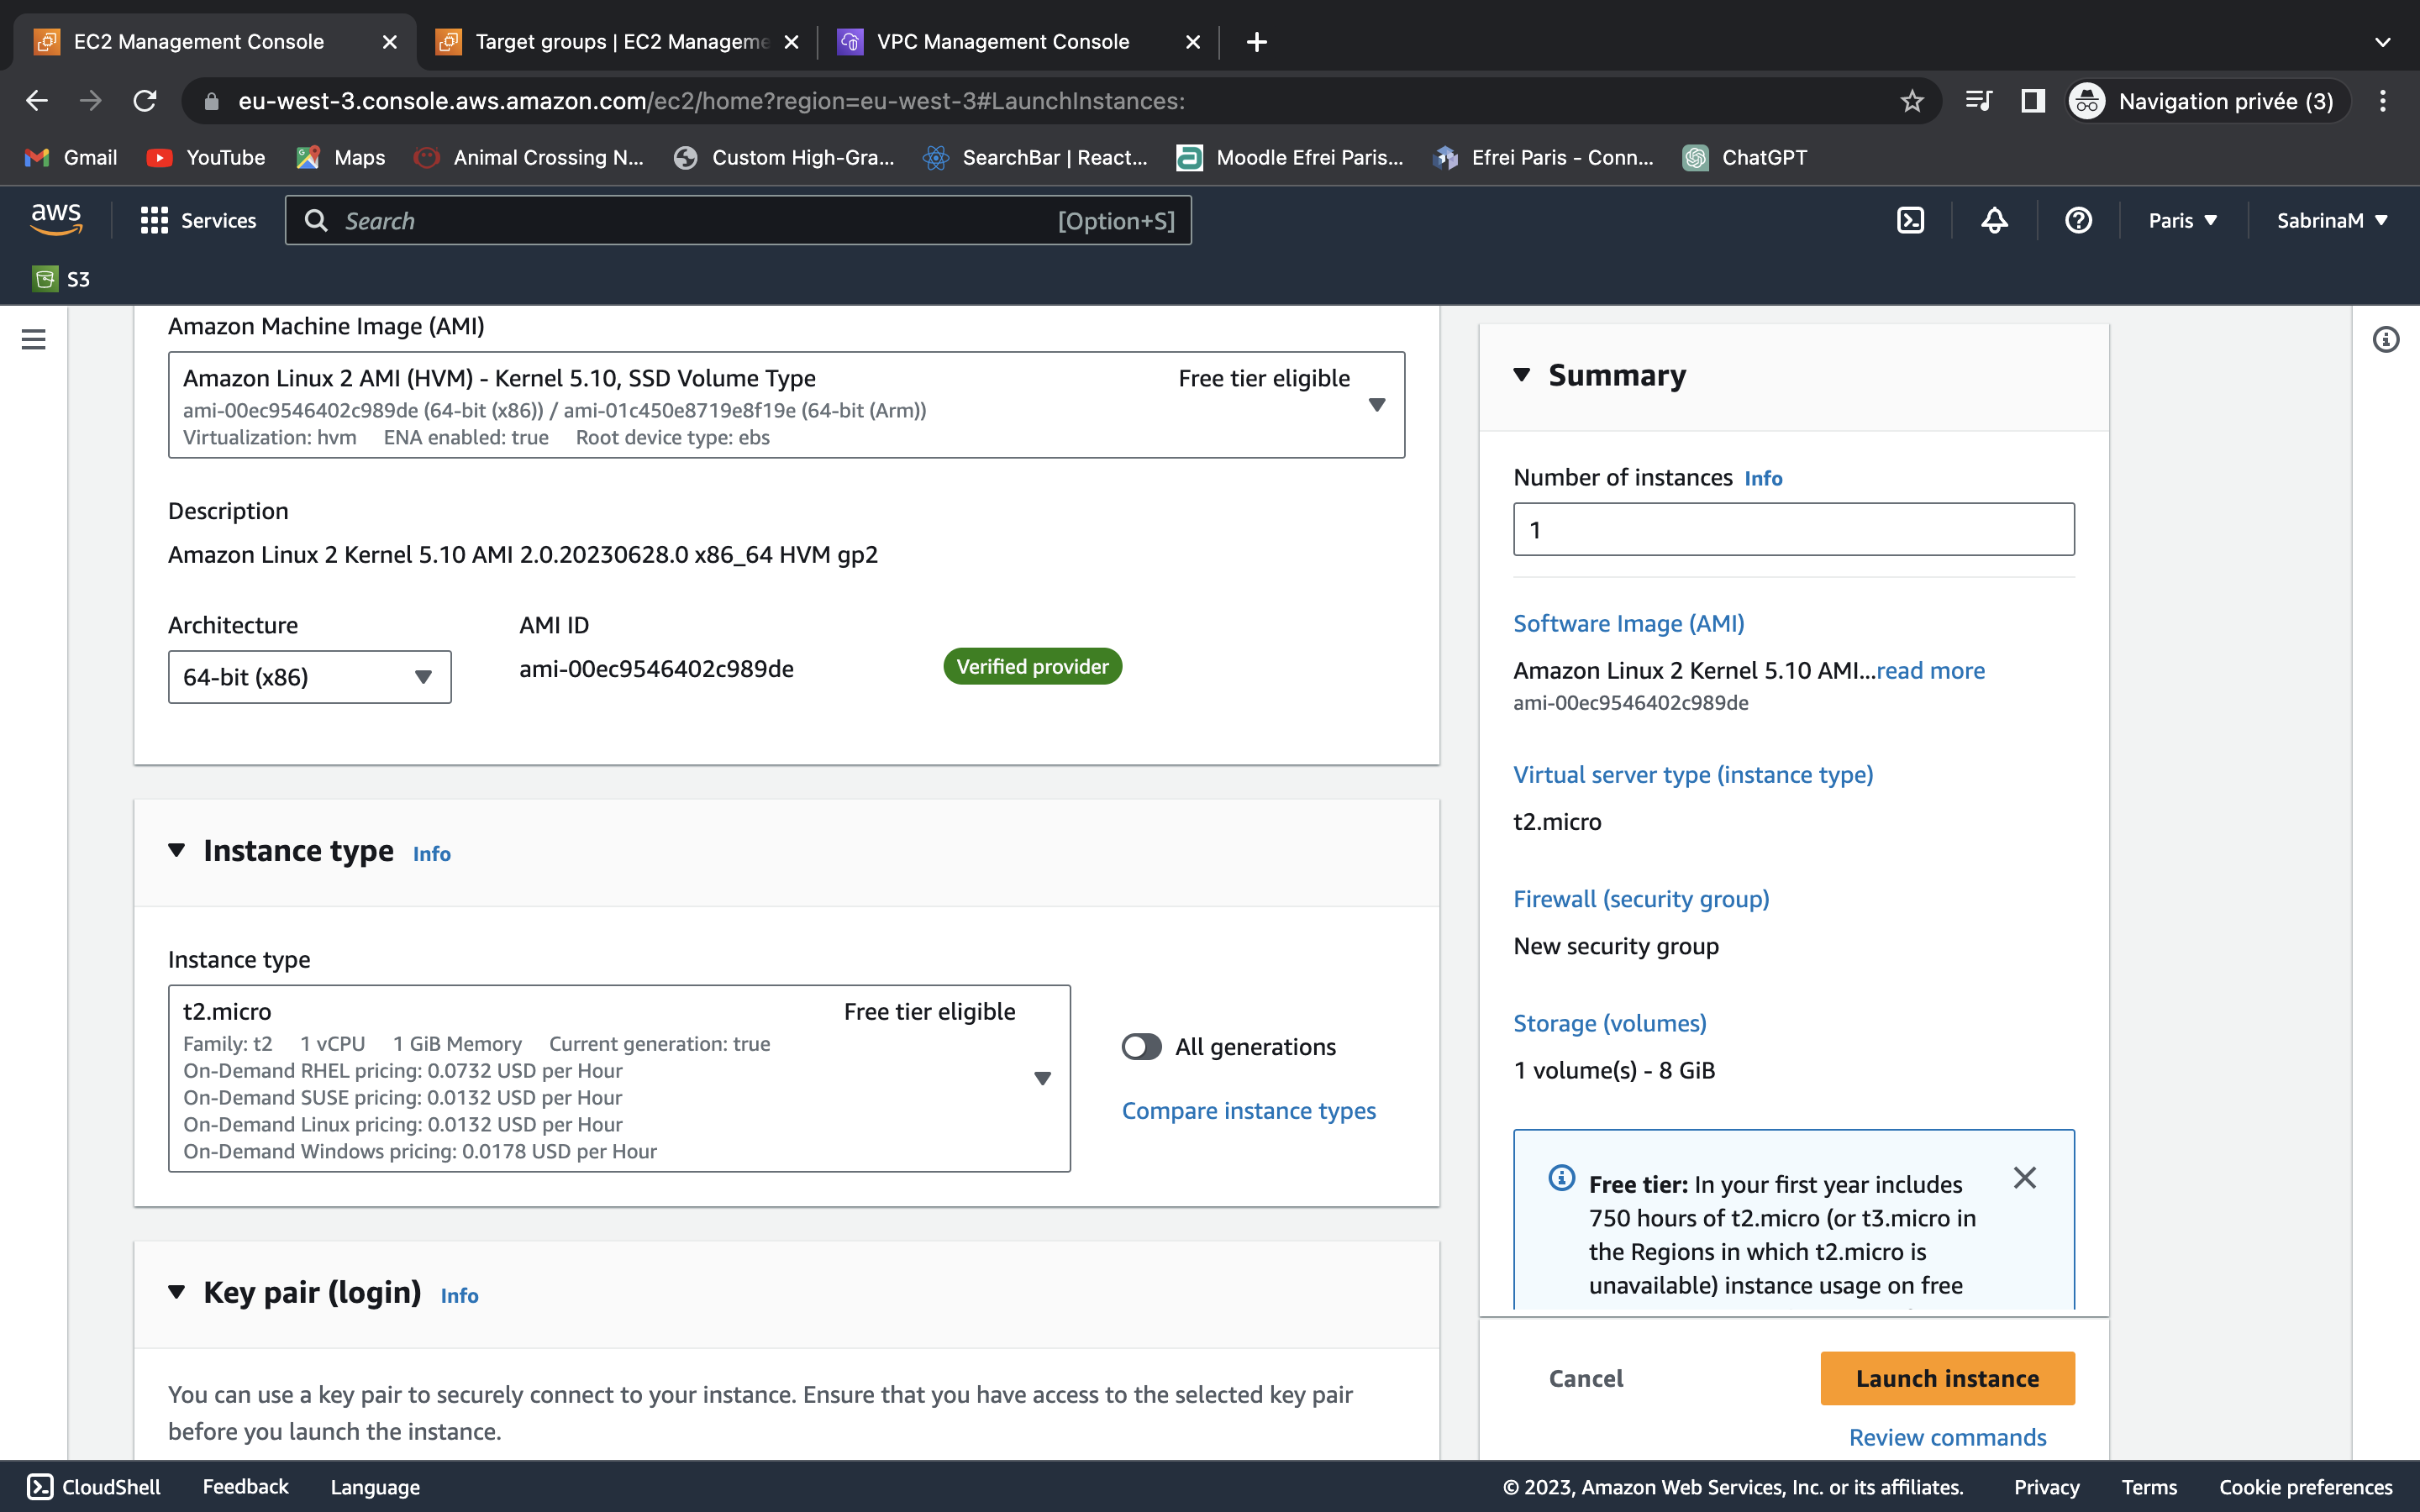 EC2 Management Console
Target groups | EC2 Manageme
VPC Management Console
eu-west-3.console.aws.amazon.com/ec2/home?region=eu-west-3#LaunchInstances:
Navigation privée (3)
Gmail
YouTube
Maps
Animal Crossing N...
Custom High-Gra...
SearchBar | React...
Moodle Efrei Paris...
Efrei Paris - Conn...
ChatGPT
aws
Services
Search
[Option+S]
Paris
SabrinaM
S3
Amazon Machine Image (AMI)
Amazon Linux 2 AMI (HVM) - Kernel 5.10, SSD Volume Type
Free tier eligible
ami-00ec9546402c989de (64-bit (x86)) / ami-01c450e8719e8f19e (64-bit (Arm))
Virtualization: hvm ENA enabled: true Root device type: ebs
Description
Amazon Linux 2 Kernel 5.10 AMI 2.0.20230628.0 x86_64 HVM gp2
Architecture
AMI ID
64-bit (x86)
ami-00ec9546402c989de
Verified provider
Instance type Info
Instance type
t2.micro
Free tier eligible
Family: t2 1 vCPU 1 GiB Memory Current generation: true
On-Demand RHEL pricing: 0.0732 USD per Hour
On-Demand SUSE pricing: 0.0132 USD per Hour
On-Demand Linux pricing: 0.0132 USD per Hour
On-Demand Windows pricing: 0.0178 USD per Hour
All generations
Compare instance types
Key pair (login) Info
You can use a key pair to securely connect to your instance. Ensure that you have access to the selected key pair
before you launch the instance.
Summary
Number of instances Info
1
Software Image (AMI)
Amazon Linux 2 Kernel 5.10 AMI...read more
ami-00ec9546402c989de
Virtual server type (instance type)
t2.micro
Firewall (security group)
New security group
Storage (volumes)
1 volume(s) - 8 GiB
Free tier: In your first year includes
750 hours of t2.micro (or t3.micro in
the Regions in which t2.micro is
unavailable) instance usage on free
Cancel
Launch instance
Review commands
CloudShell
Feedback
Language
© 2023, Amazon Web Services, Inc. or its affiliates.
Privacy
Terms
Cookie preferences